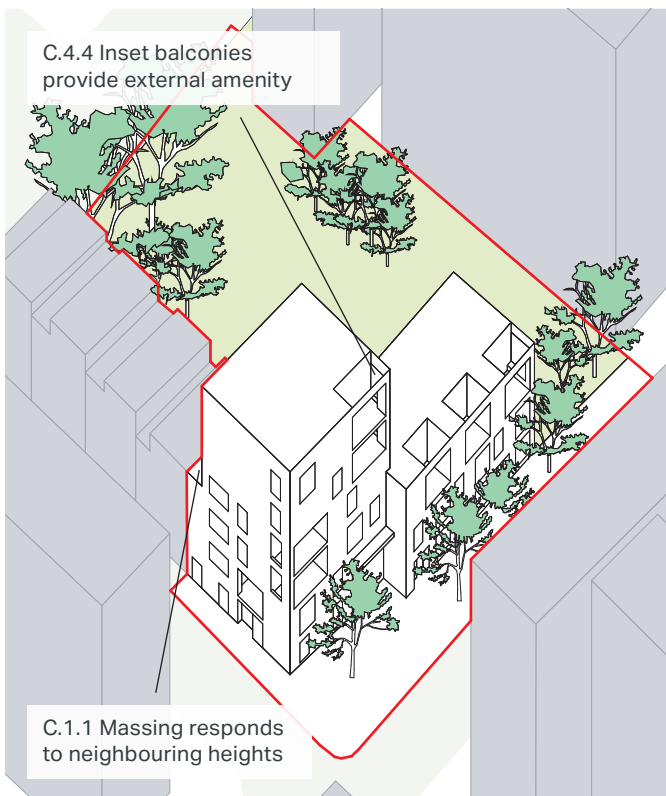 C.4.4 Inset balconies
provide external amenity
C.1.1 Massing responds
to neighbouring heights